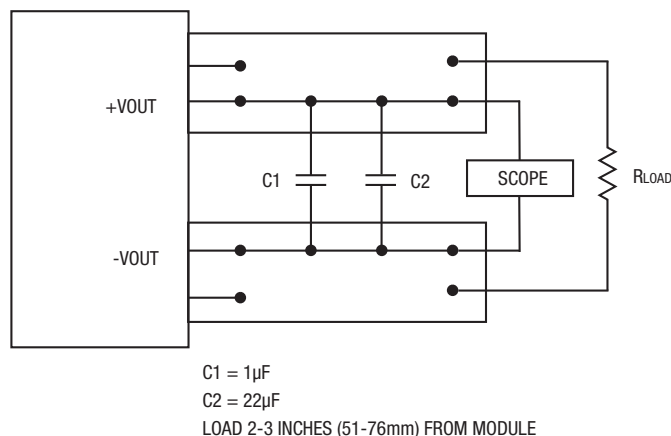 +VOUT
C1
C2
SCOPE
RLOAD
-VOUT
C1 = 1µF
C2 = 22µF
LOAD 2-3 INCHES (51-76mm) FROM MODULE